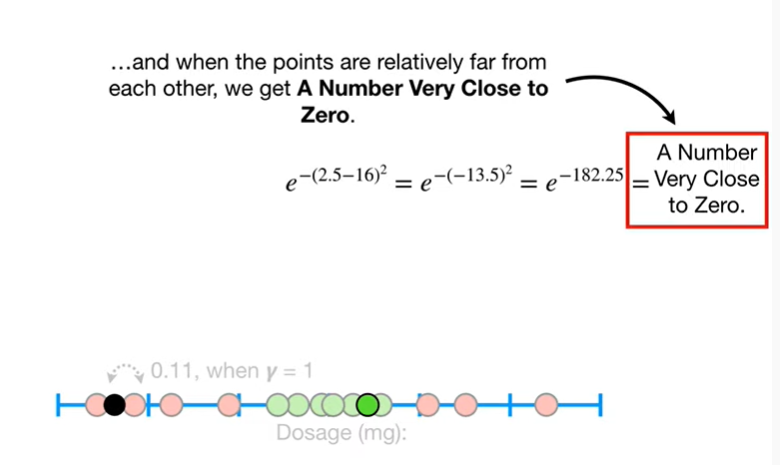 …and when the points are relatively far from
each other, we get A Number Very Close to
Zero.
e^{-(2.5-16)^2} = e^{-(-13.5)^2} = e^{-182.25} =
A Number
Very Close
to Zero.
0.11, when γ = 1
Dosage (mg):